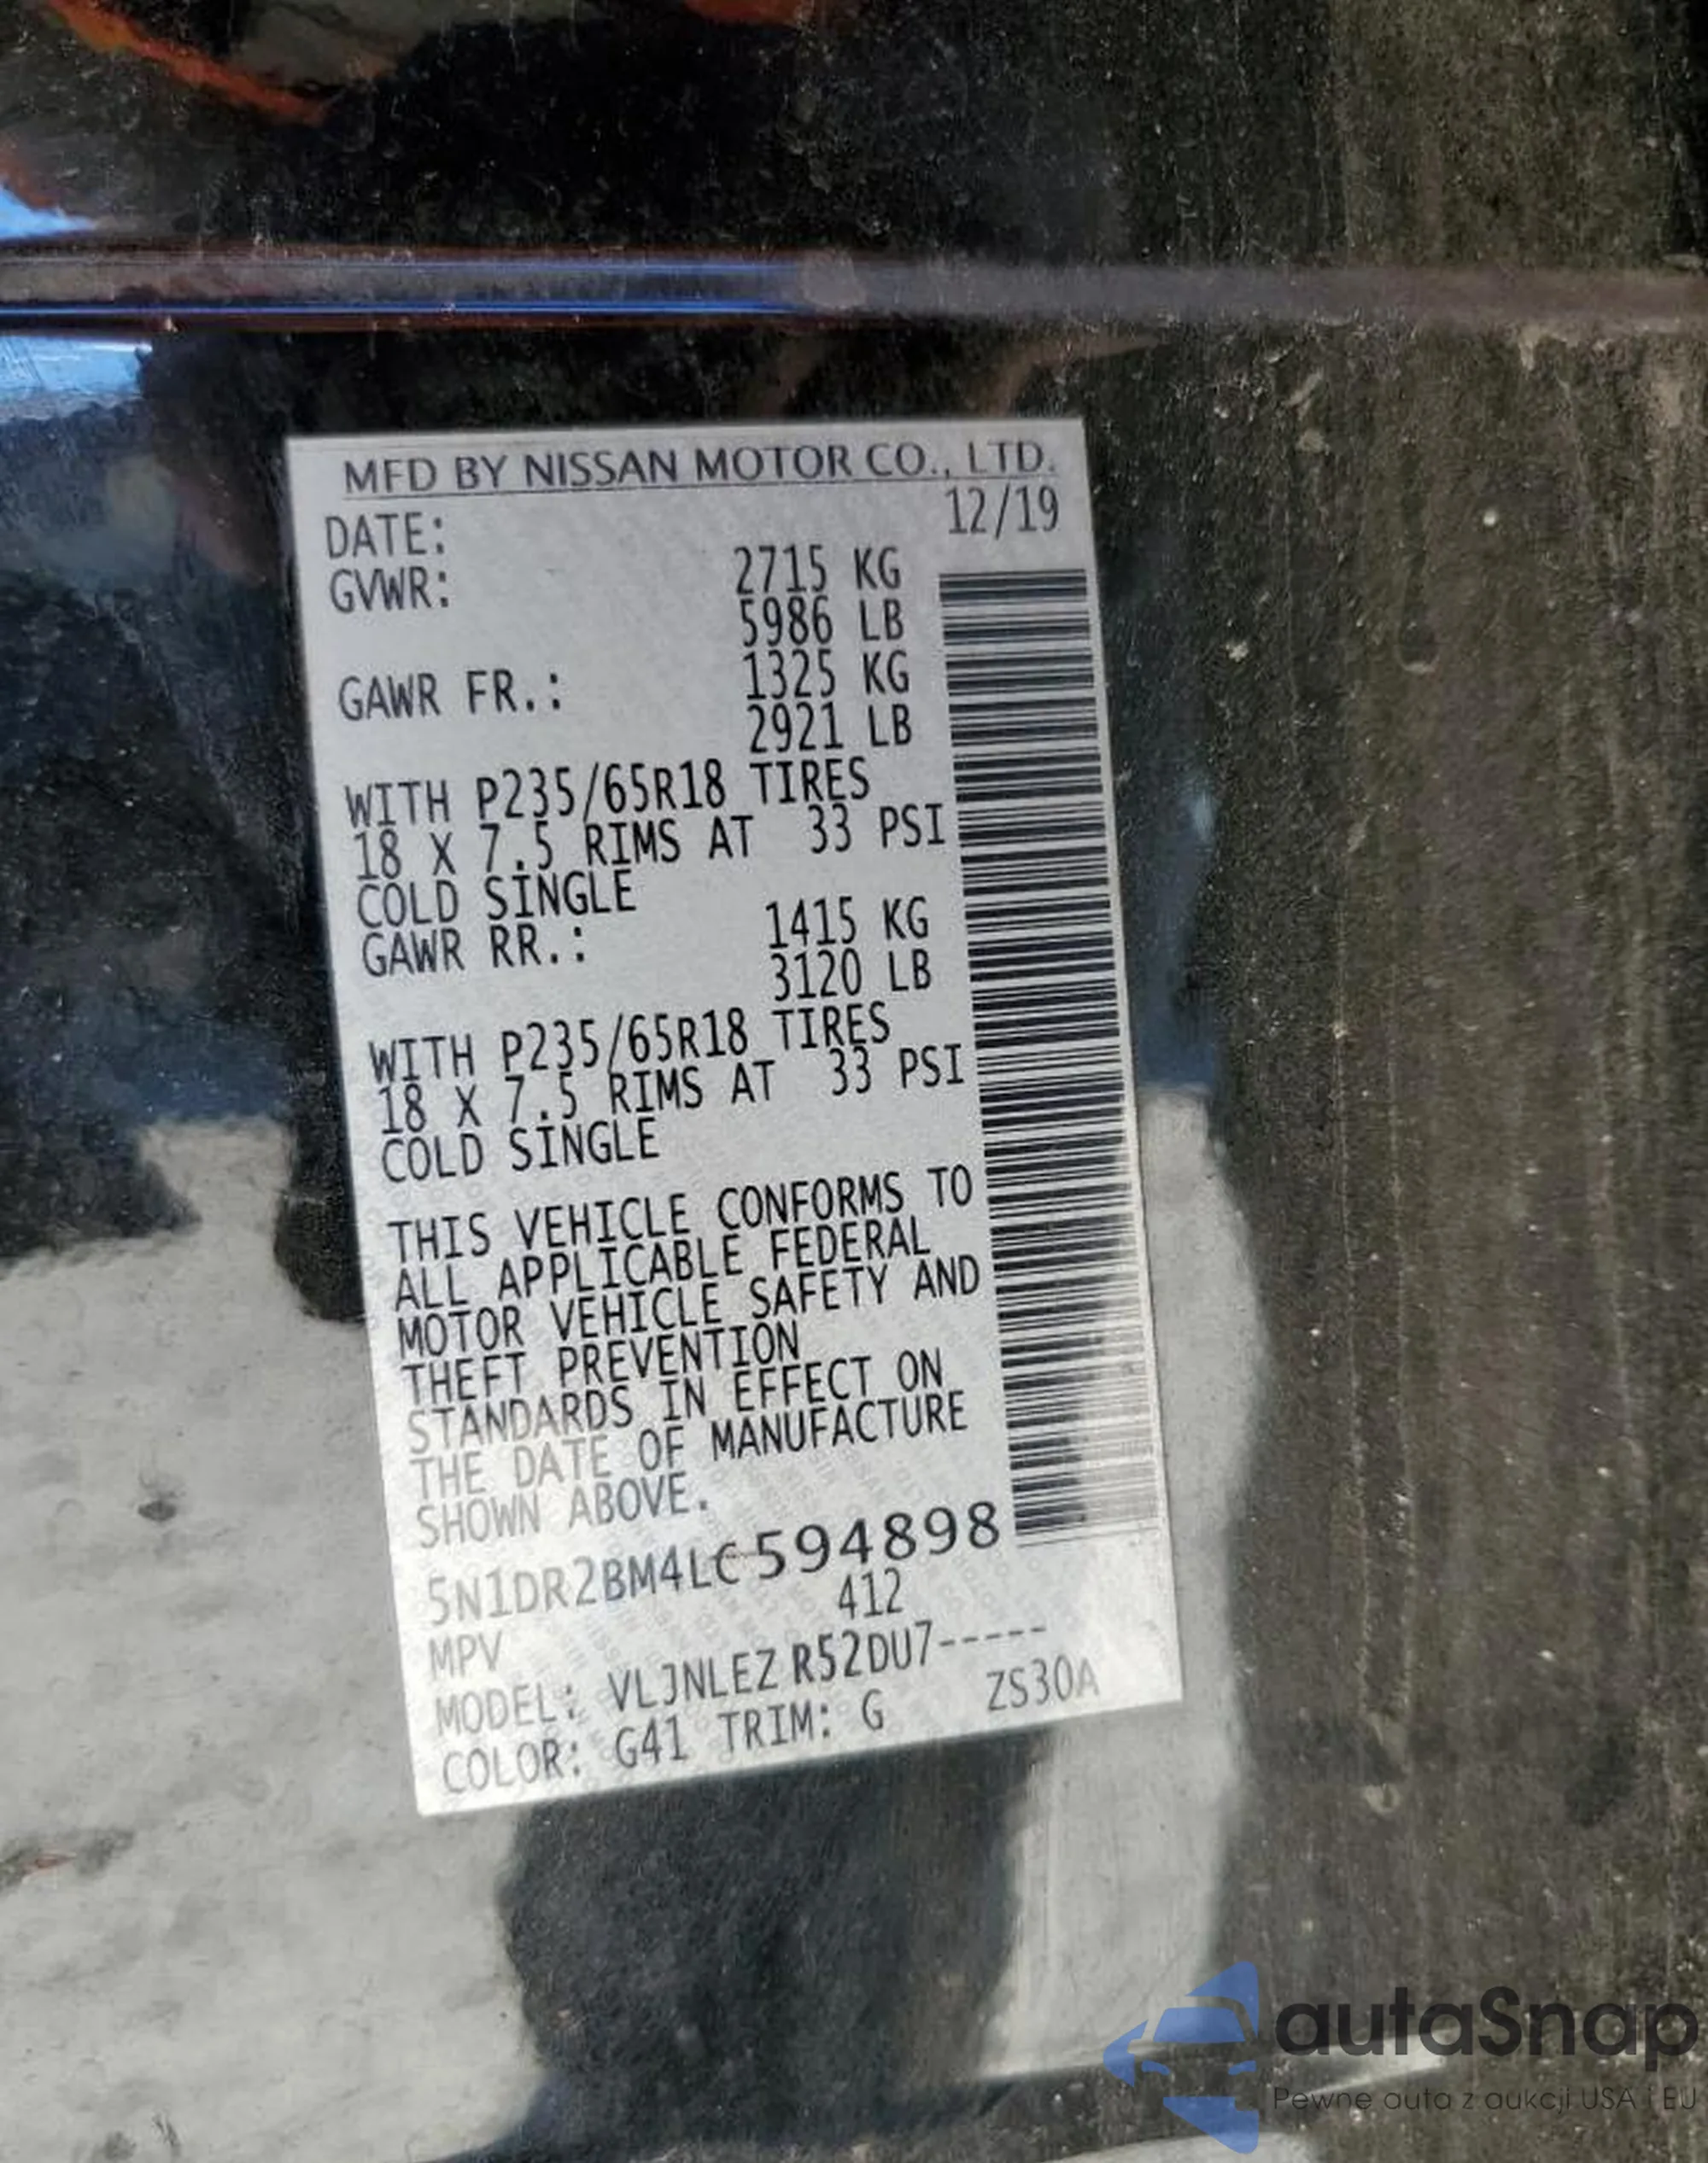 MFD BY NISSAN MOTOR CO., LTD.
DATE: 12/19
GVWR: 2715 KG
5986 LB
GAWR FR.: 1325 KG
2921 LB
WITH P235/65R18 TIRES
18 X 7.5 RIMS AT 33 PSI
COLD SINGLE
GAWR RR.: 1415 KG
3120 LB
WITH P235/65R18 TIRES
18 X 7.5 RIMS AT 33 PSI
COLD SINGLE
THIS VEHICLE CONFORMS TO
ALL APPLICABLE FEDERAL
MOTOR VEHICLE SAFETY AND
THEFT PREVENTION
STANDARDS IN EFFECT ON
THE DATE OF MANUFACTURE
SHOWN ABOVE.
5N1DR2BM4LC594898
MPV 412
MODEL: VLJNLEZ R52DU7-----
COLOR: G41 TRIM: G ZS30A
autaSnap
Pewne auta z aukcji USA i EU